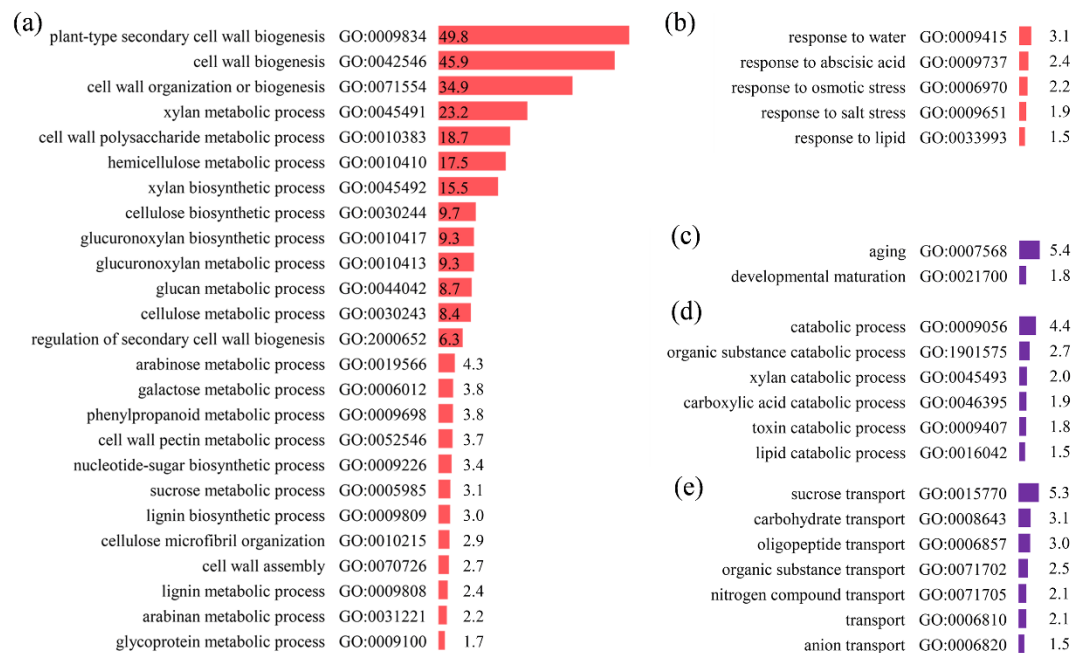 (a)
plant-type secondary cell wall biogenesis GO:0009834 49.8
cell wall biogenesis GO:0042546 45.9
cell wall organization or biogenesis GO:0071554 34.9
xylan metabolic process GO:0045491 23.2
cell wall polysaccharide metabolic process GO:0010383 18.7
hemicellulose metabolic process GO:0010410 17.5
xylan biosynthetic process GO:0045492 15.5
cellulose biosynthetic process GO:0030244 9.7
glucuronoxylan biosynthetic process GO:0010417 9.3
glucuronoxylan metabolic process GO:0010413 9.3
glucan metabolic process GO:0044042 8.7
cellulose metabolic process GO:0030243 8.4
regulation of secondary cell wall biogenesis GO:2000652 6.3
arabinose metabolic process GO:0019566 4.3
galactose metabolic process GO:0006012 3.8
phenylpropanoid metabolic process GO:0009698 3.8
cell wall pectin metabolic process GO:0052546 3.7
nucleotide-sugar biosynthetic process GO:0009226 3.4
sucrose metabolic process GO:0005985 3.1
lignin biosynthetic process GO:0009809 3.0
cellulose microfibril organization GO:0010215 2.9
cell wall assembly GO:0070726 2.7
lignin metabolic process GO:0009808 2.4
arabinan metabolic process GO:0031221 2.2
glycoprotein metabolic process GO:0009100 1.7
(b)
response to water GO:0009415 3.1
response to abscisic acid GO:0009737 2.4
response to osmotic stress GO:0006970 2.2
response to salt stress GO:0009651 1.9
response to lipid GO:0033993 1.5
(c)
aging GO:0007568 5.4
developmental maturation GO:0021700 1.8
(d)
catabolic process GO:0009056 4.4
organic substance catabolic process GO:1901575 2.7
xylan catabolic process GO:0045493 2.0
carboxylic acid catabolic process GO:0046395 1.9
toxin catabolic process GO:0009407 1.8
lipid catabolic process GO:0016042 1.5
(e)
sucrose transport GO:0015770 5.3
carbohydrate transport GO:0008643 3.1
oligopeptide transport GO:0006857 3.0
organic substance transport GO:0071702 2.5
nitrogen compound transport GO:0071705 2.1
transport GO:0006810 2.1
anion transport GO:0006820 1.5